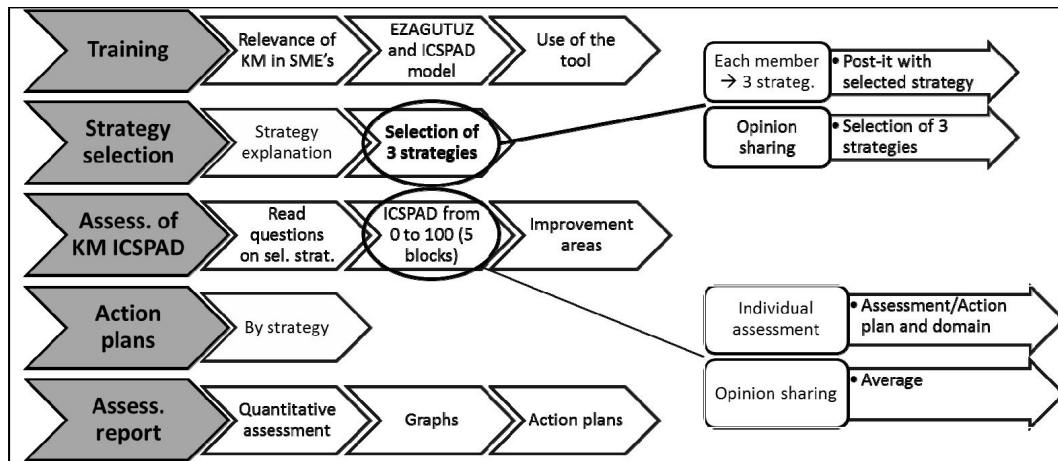 Training
Relevance of
KM in SME's
EZAGUTUZ
and ICSPAD
model
Use of the
tool
Each member
→ 3 strateg.
• Post-it with
selected strategy
Strategy
selection
Strategy
explanation
Selection of
3 strategies
Opinion
sharing
• Selection of 3
strategies
Assess. of
KM ICSPAD
Read
questions
on sel. strat.
ICSPAD from
0 to 100 (5
blocks)
Improvement
areas
Action
plans
By strategy
Individual
assessment
• Assessment/Action
plan and domain
Opinion sharing
• Average
Assess.
report
Quantitative
assessment
Graphs
Action plans